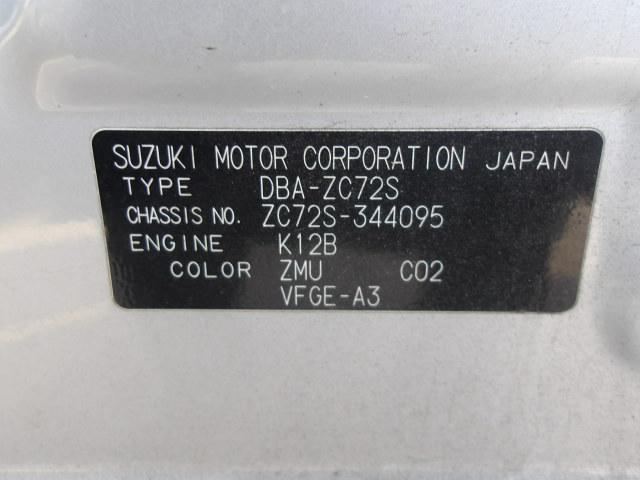 SUZUKI MOTOR CORPORATION JAPAN
TYPE DBA-ZC72S
CHASSIS NO. ZC72S-344095
ENGINE K12B
COLOR ZMU C02
VFGE-A3